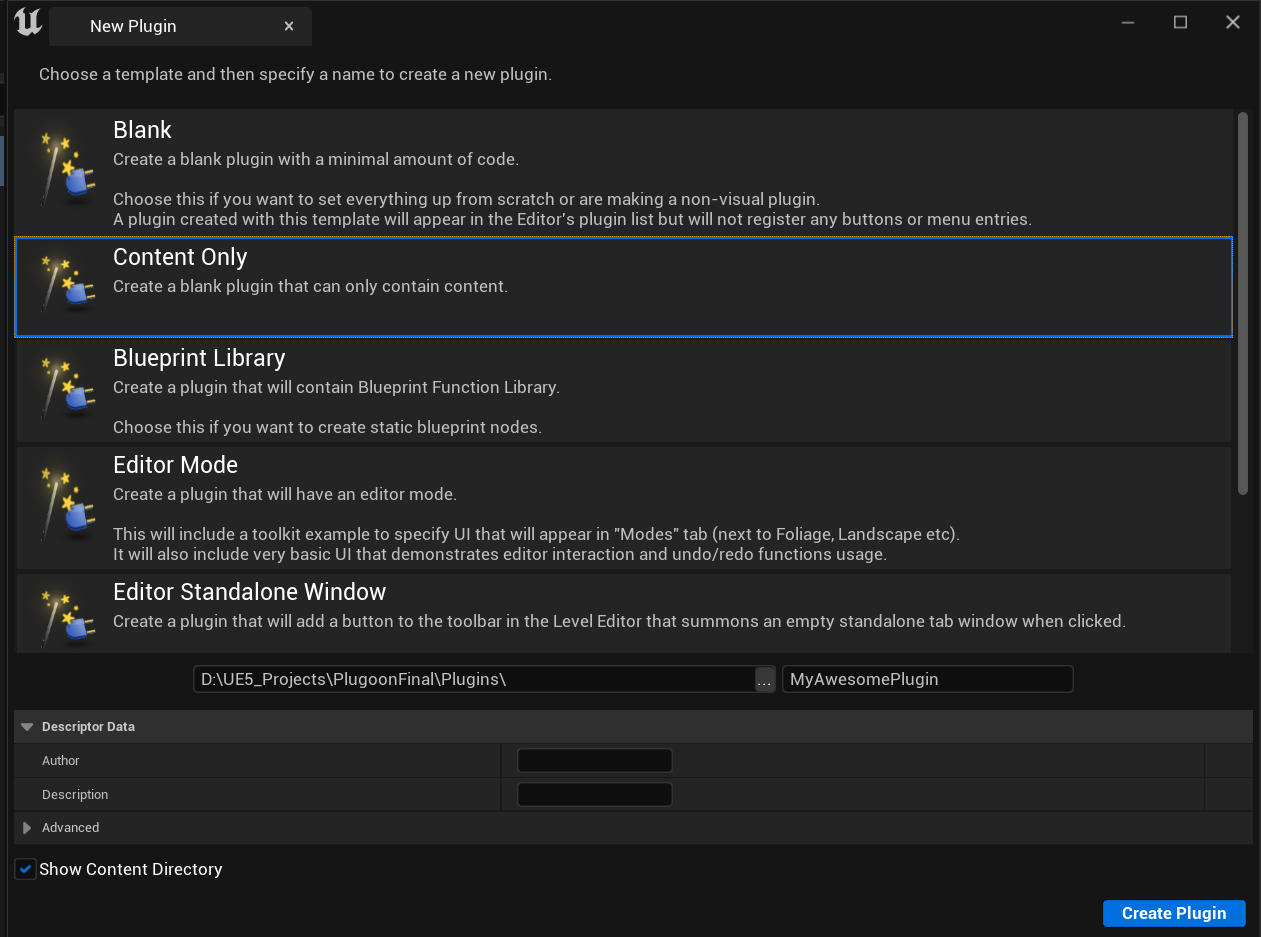 New Plugin
Choose a template and then specify a name to create a new plugin.
Blank
Create a blank plugin with a minimal amount of code.
Choose this if you want to set everything up from scratch or are making a non-visual plugin.
A plugin created with this template will appear in the Editor's plugin list but will not register any buttons or menu entries.
Content Only
Create a blank plugin that can only contain content.
Blueprint Library
Create a plugin that will contain Blueprint Function Library.
Choose this if you want to create static blueprint nodes.
Editor Mode
Create a plugin that will have an editor mode.
This will include a toolkit example to specify UI that will appear in "Modes" tab (next to Foliage, Landscape etc).
It will also include very basic UI that demonstrates editor interaction and undo/redo functions usage.
Editor Standalone Window
Create a plugin that will add a button to the toolbar in the Level Editor that summons an empty standalone tab window when clicked.
D:\UE5_Projects\PlugoonFinal\Plugins\ ... MyAwesomePlugin
Descriptor Data
Author
Description
Advanced
Show Content Directory
Create Plugin